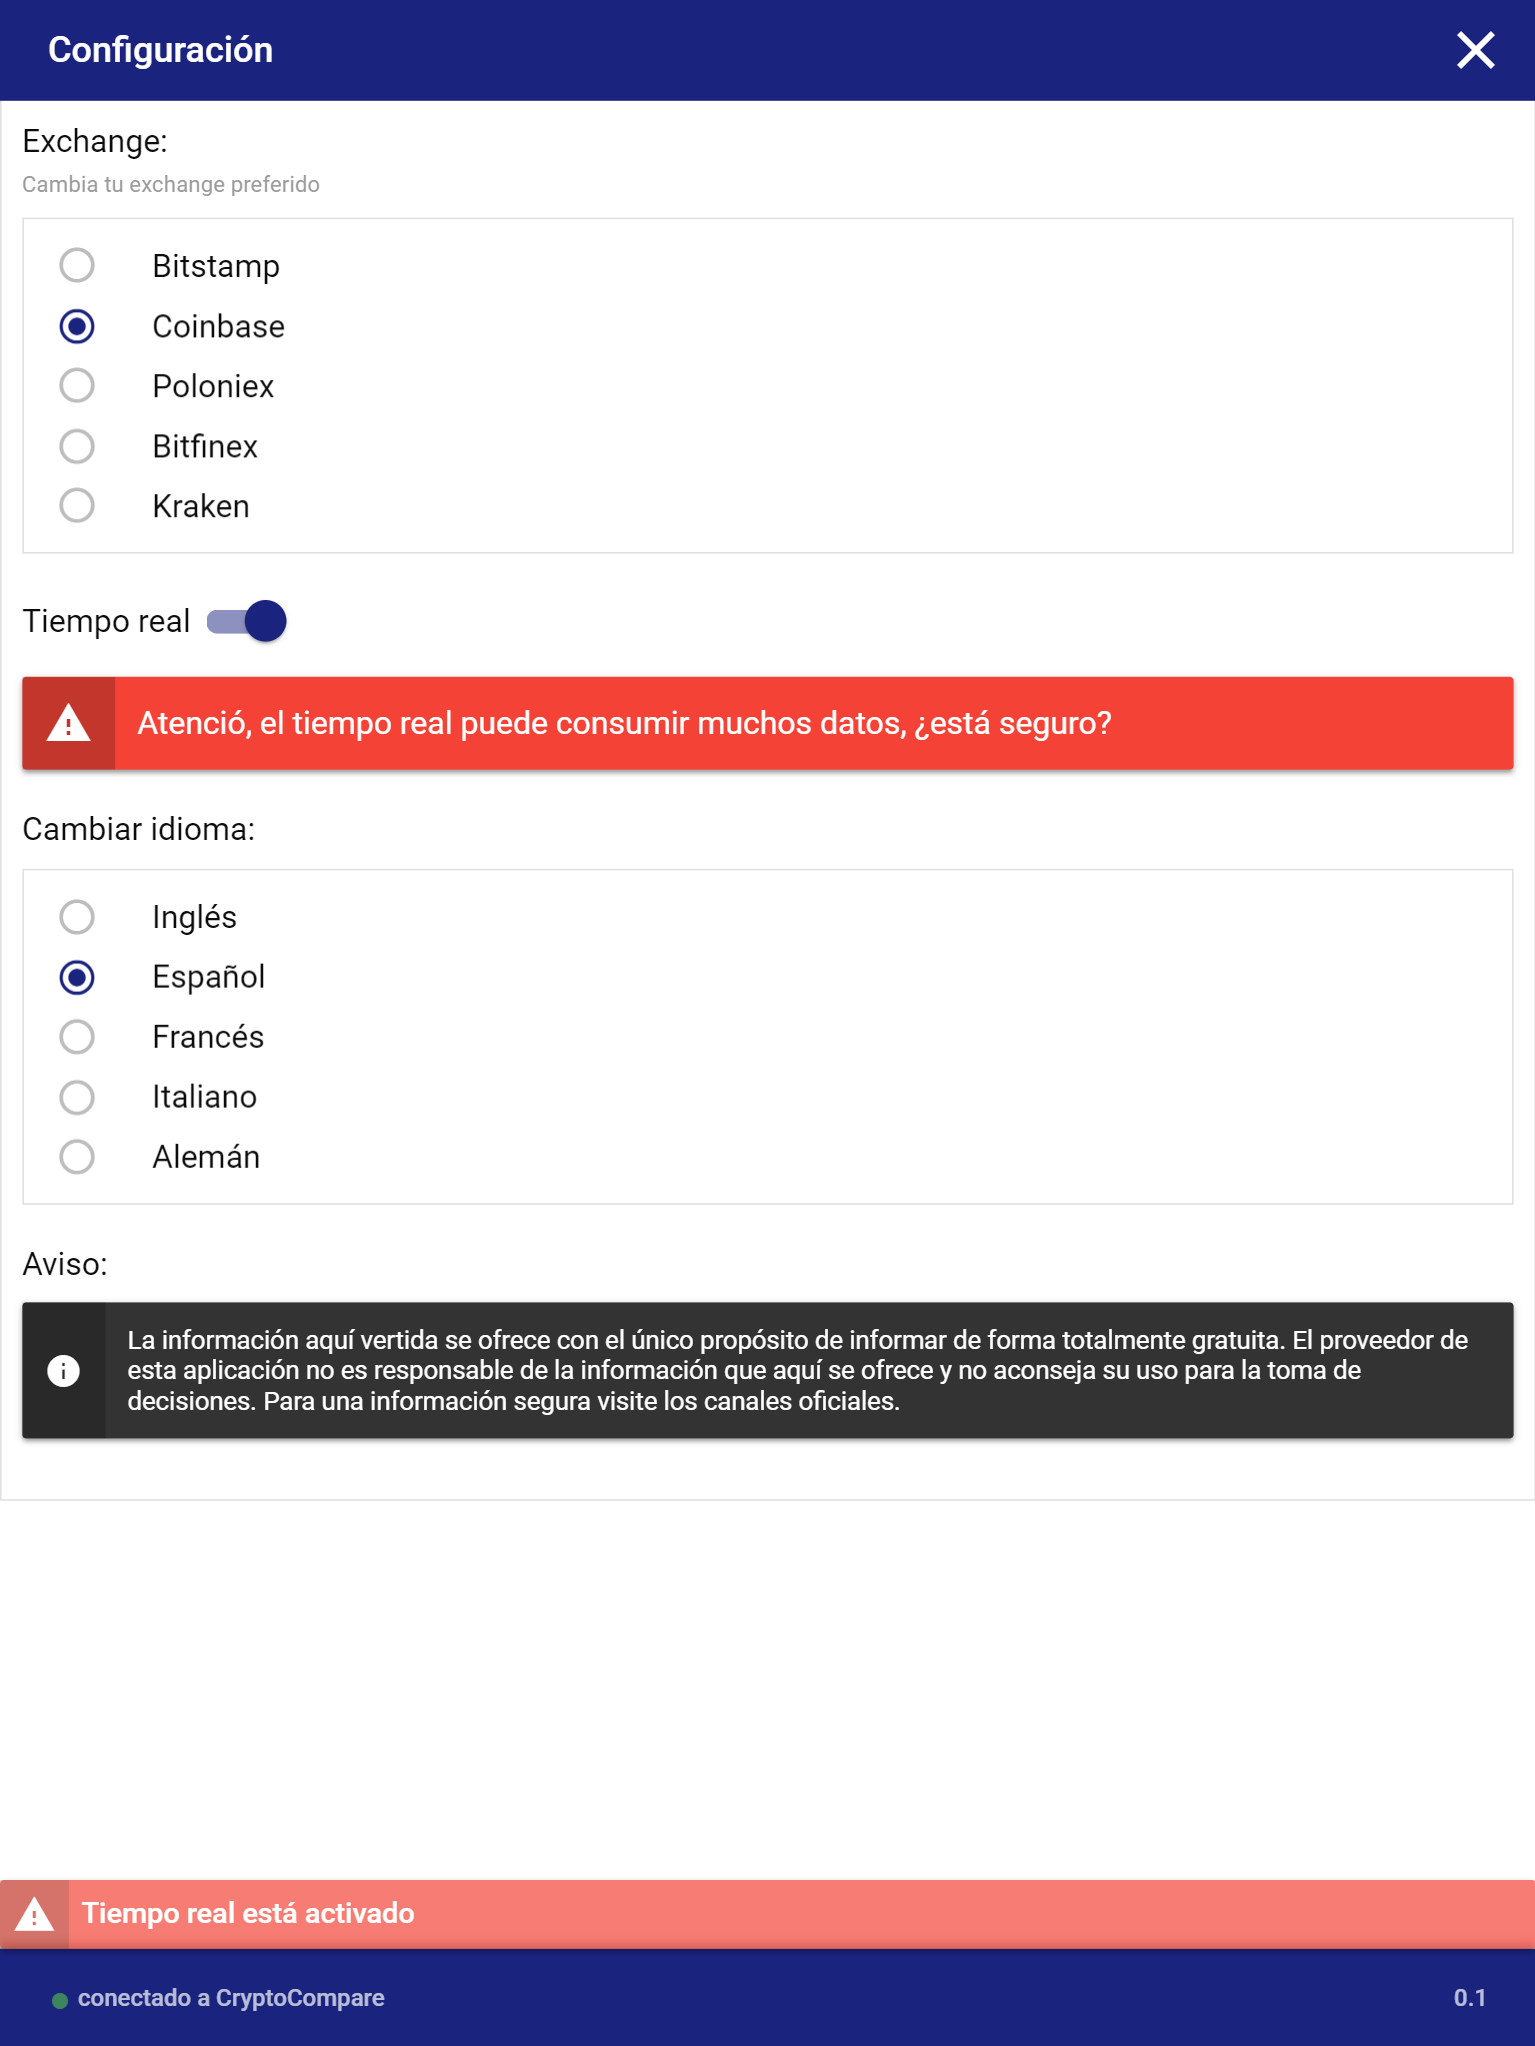 Configuración
Exchange:
Cambia tu exchange preferido
Bitstamp
Coinbase
Poloniex
Bitfinex
Kraken
Tiempo real
Atenció, el tiempo real puede consumir muchos datos, ¿está seguro?
Cambiar idioma:
Inglés
Español
Francés
Italiano
Alemán
Aviso:
La información aquí vertida se ofrece con el único propósito de informar de forma totalmente gratuita. El proveedor de
esta aplicación no es responsable de la información que aquí se ofrece y no aconseja su uso para la toma de
decisiones. Para una información segura visite los canales oficiales.
Tiempo real está activado
conectado a CryptoCompare
0.1